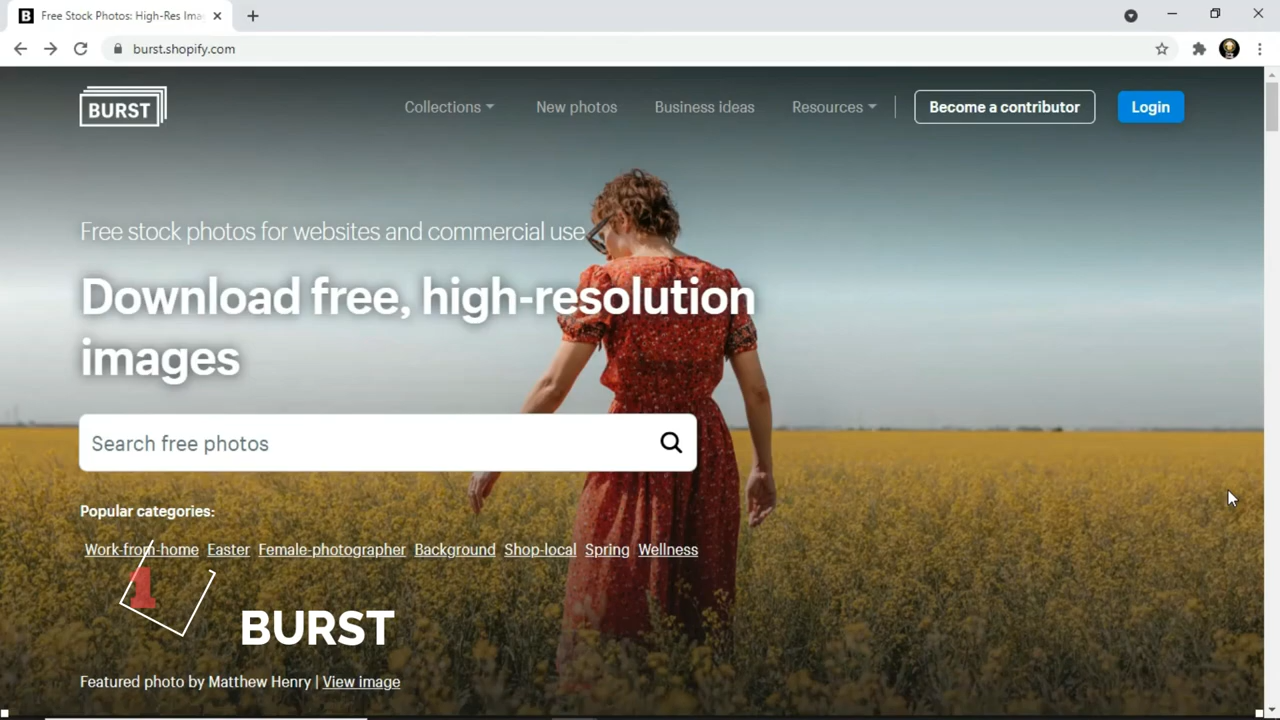 Free Stock Photos: High-Res Ima
burst.shopify.com
BURST
Collections
New photos
Business ideas
Resources
Become a contributor
Login
Free stock photos for websites and commercial use
Download free, high-resolution
images
Search free photos
Popular categories:
Work-from-home Easter Female-photographer Background Shop-local Spring Wellness
1
BURST
Featured photo by Matthew Henry | View image